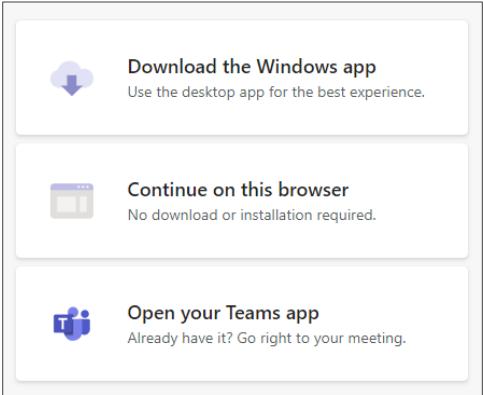 Download the Windows app
Use the desktop app for the best experience.
Continue on this browser
No download or installation required.
T
Open your Teams app
Already have it? Go right to your meeting.